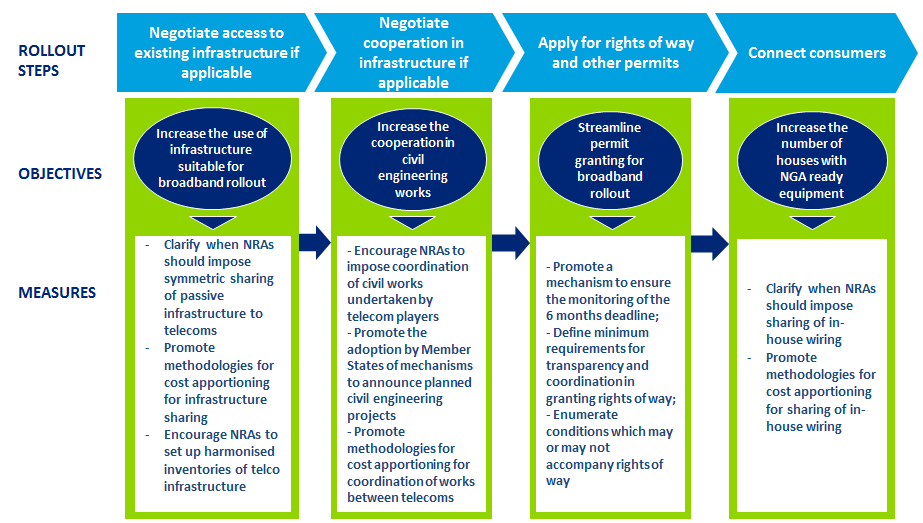 ROLLOUT
STEPS
Negotiate access to
existing infrastructure if
applicable
Negotiate
cooperation in
infrastructure if
applicable
Apply for rights of way
and other permits
Connect consumers
OBJECTIVES
Increase the use of
infrastructure
suitable for
broadband rollout
Increase the
cooperation in
civil
engineering
works
Streamline
permit
granting for
broadband
rollout
Increase the
number of
houses with
NGA ready
equipment
MEASURES
- Clarify when NRAs
should impose
symmetric sharing
of passive
infrastructure to
telecoms
- Promote
methodologies for
cost apportioning
for infrastructure
sharing
- Encourage NRAs to
set up harmonised
inventories of telco
infrastructure
- Encourage NRAs to
impose coordination
of civil works
undertaken by
telecom players
- Promote the
adoption by Member
States of mechanisms
to announce planned
civil engineering
projects
- Promote
methodologies for
cost apportioning for
coordination of works
between telecoms
- Promote a
mechanism to ensure
the monitoring of the
6 months deadline;
- Define minimum
requirements for
transparency and
coordination in
granting rights of way;
- Enumerate
conditions which may
or may not
accompany rights of
way
- Clarify when NRAs
should impose
sharing of in-
house wiring
- Promote
methodologies for
cost apportioning
for sharing of in-
house wiring